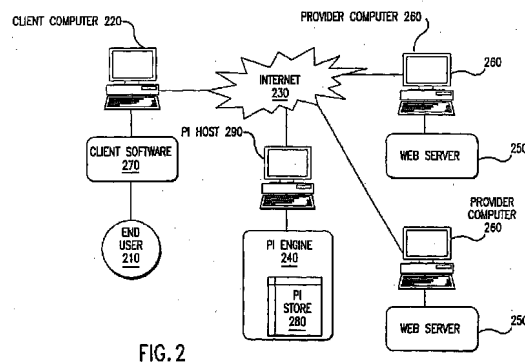 CLIENT COMPUTER 220
PROVIDER COMPUTER 260
260
INTERNET
230
PI HOST 290
CLIENT SOFTWARE
270
WEB SERVER
250
END
USER
210
PI ENGINE
240
PI
STORE
280
PROVIDER
COMPUTER
260
WEB SERVER
250
FIG. 2